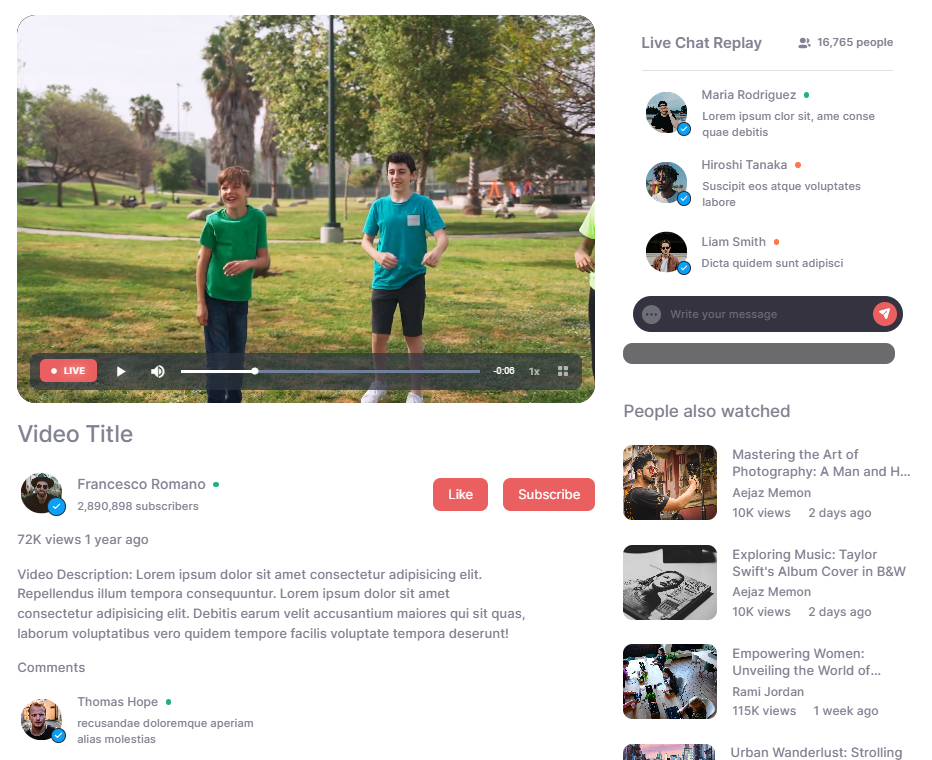 LIVE
-0:06
1x
Video Title
Francesco Romano
2,890,898 subscribers
Like
Subscribe
72K views 1 year ago
Video Description: Lorem ipsum dolor sit amet consectetur adipisicing elit.
Repellendus illum tempora consequuntur. Lorem ipsum dolor sit amet
consectetur adipisicing elit. Debitis earum velit accusantium maiores qui sit quas,
laborum voluptatibus vero quidem tempore facilis voluptate tempora deserunt!
Comments
Thomas Hope
recusandae doloremque aperiam
alias molestias
Live Chat Replay
16,765 people
Maria Rodriguez
Lorem ipsum clor sit, ame conse
quae debitis
Hiroshi Tanaka
Suscipit eos atque voluptates
labore
Liam Smith
Dicta quidem sunt adipisci
Write your message
People also watched
Mastering the Art of
Photography: A Man and H...
Aejaz Memon
10K views 2 days ago
Exploring Music: Taylor
Swift's Album Cover in B&W
Aejaz Memon
10K views 2 days ago
Empowering Women:
Unveiling the World of...
Rami Jordan
115K views 1 week ago
Urban Wanderlust: Strolling